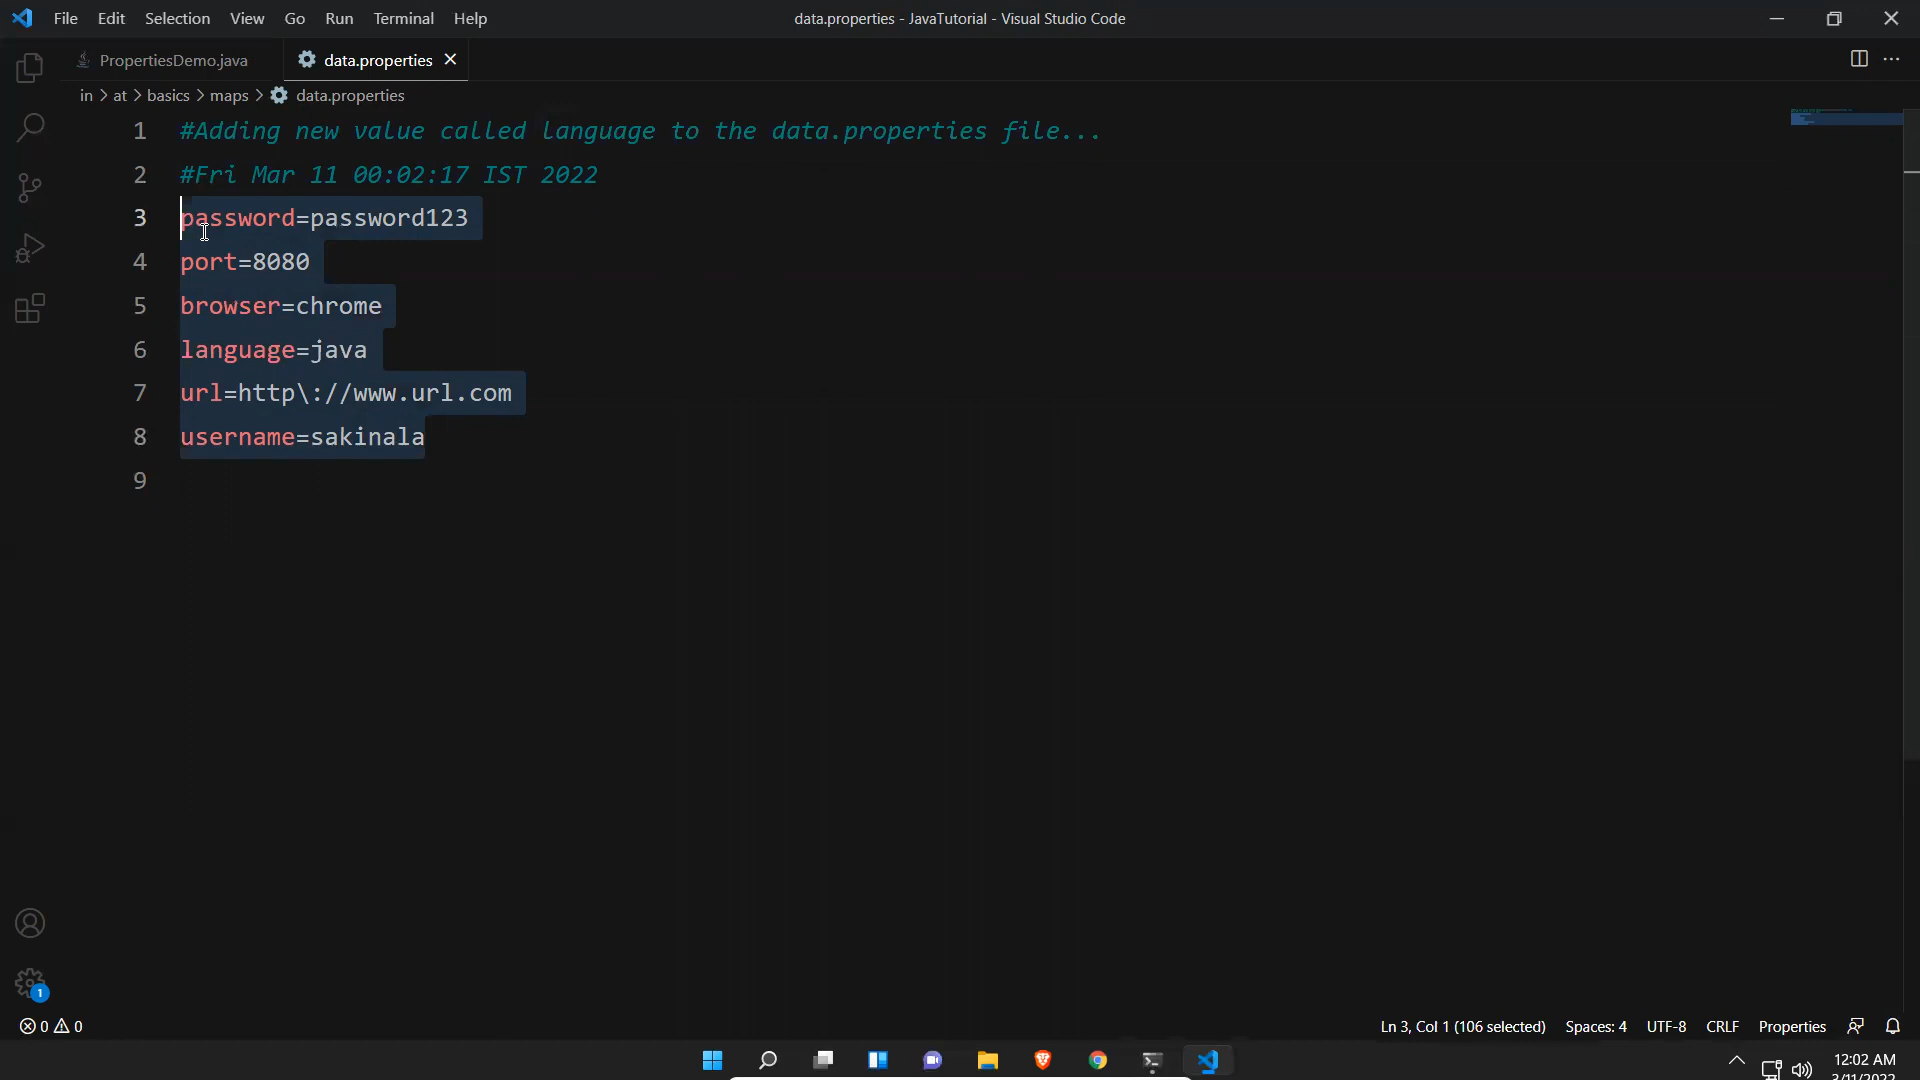 File Edit Selection View Go Run Terminal Help data.properties - JavaTutorial - Visual Studio Code
PropertiesDemo.java data.properties
in > at > basics > maps > data.properties
1 #Adding new value called language to the data.properties file...
2 #Fri Mar 11 00:02:17 IST 2022
3 password=password123
4 port=8080
5 browser=chrome
6 language=java
7 url=http\://www.url.com
8 username=sakinala
9
1
0 0 Ln 3, Col 1 (106 selected) Spaces: 4 UTF-8 CRLF Properties
12:02 AM
3/11/2022